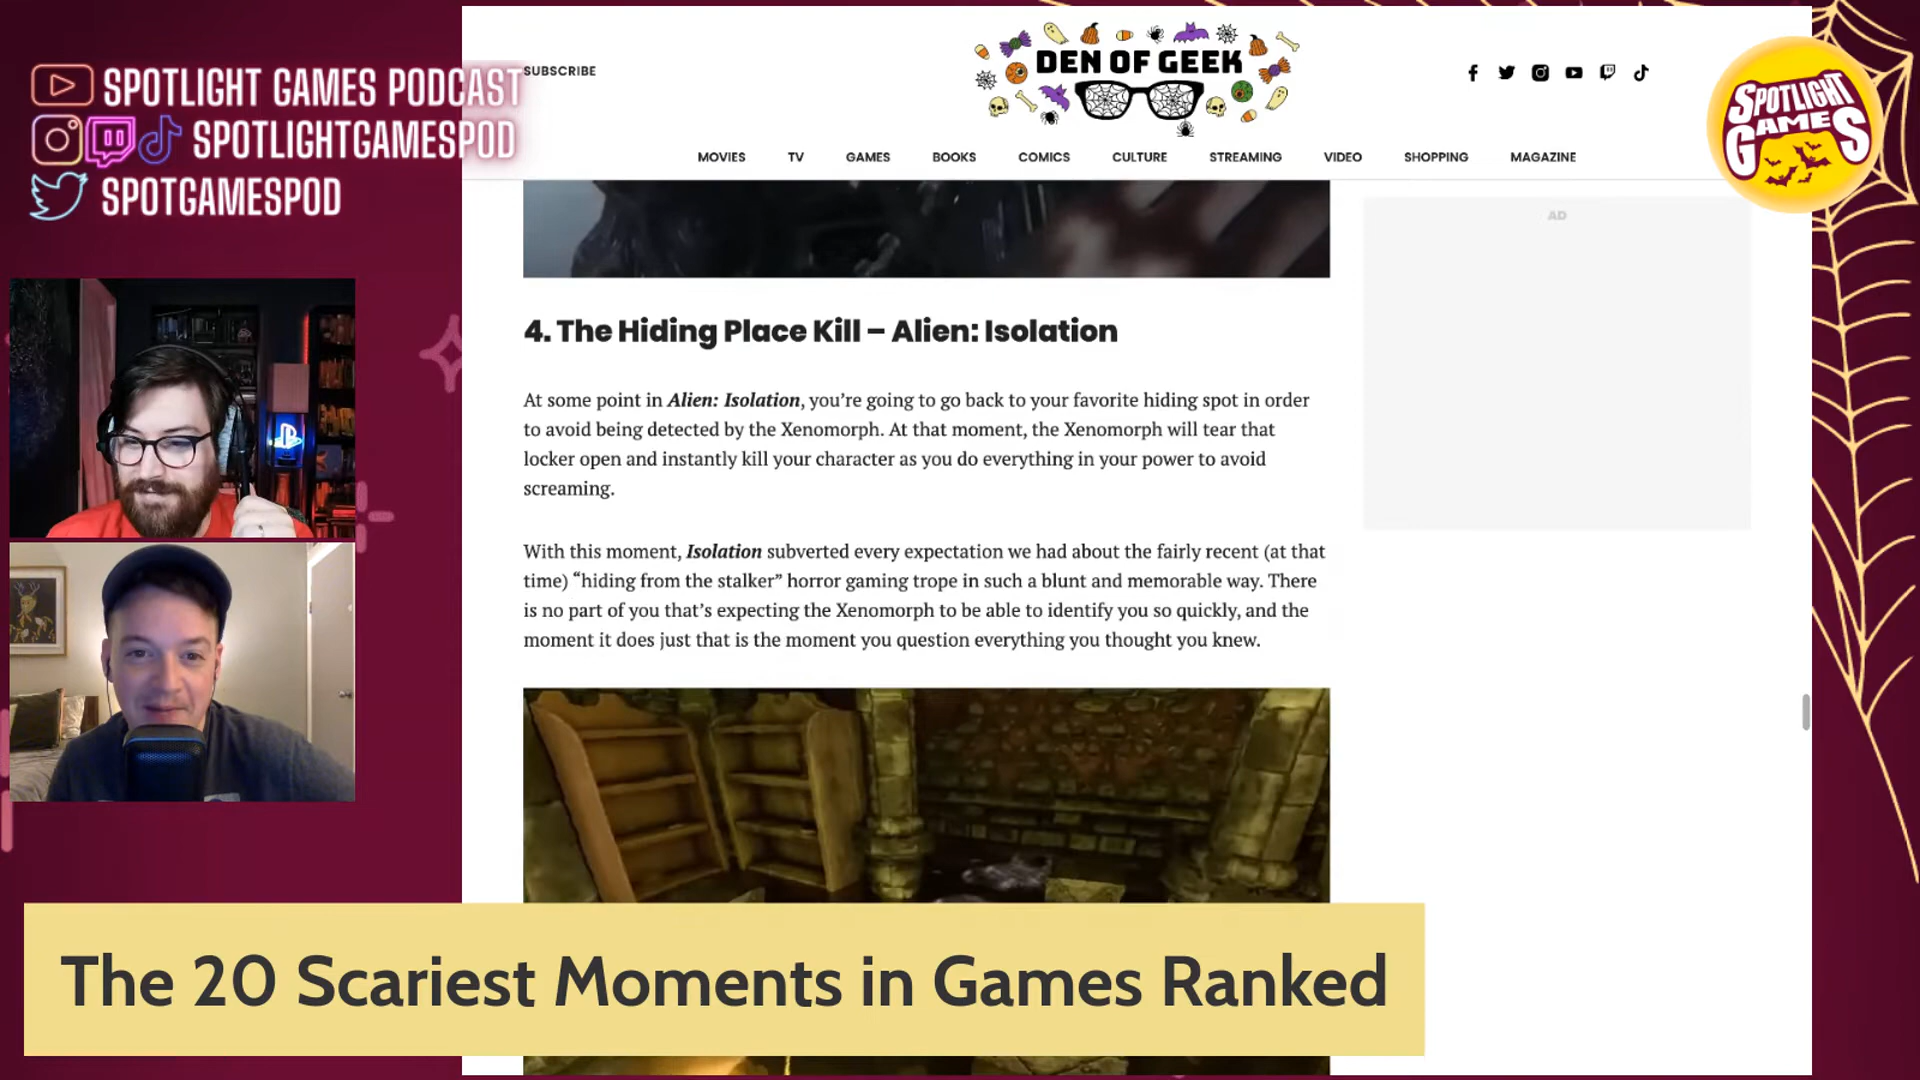 SPOTLIGHT GAMES PODCAST
SPOTLIGHTGAMESPOD
SPOTGAMESPOD
SUBSCRIBE
DEN OF GEEK
SPOTLIGHT
GAMES
MOVIES TV GAMES BOOKS COMICS CULTURE STREAMING VIDEO SHOPPING MAGAZINE
AD
4. The Hiding Place Kill – Alien: Isolation
At some point in Alien: Isolation, you’re going to go back to your favorite hiding spot in order
to avoid being detected by the Xenomorph. At that moment, the Xenomorph will tear that
locker open and instantly kill your character as you do everything in your power to avoid
screaming.
With this moment, Isolation subverted every expectation we had about the fairly recent (at that
time) “hiding from the stalker” horror gaming trope in such a blunt and memorable way. There
is no part of you that’s expecting the Xenomorph to be able to identify you so quickly, and the
moment it does just that is the moment you question everything you thought you knew.
The 20 Scariest Moments in Games Ranked